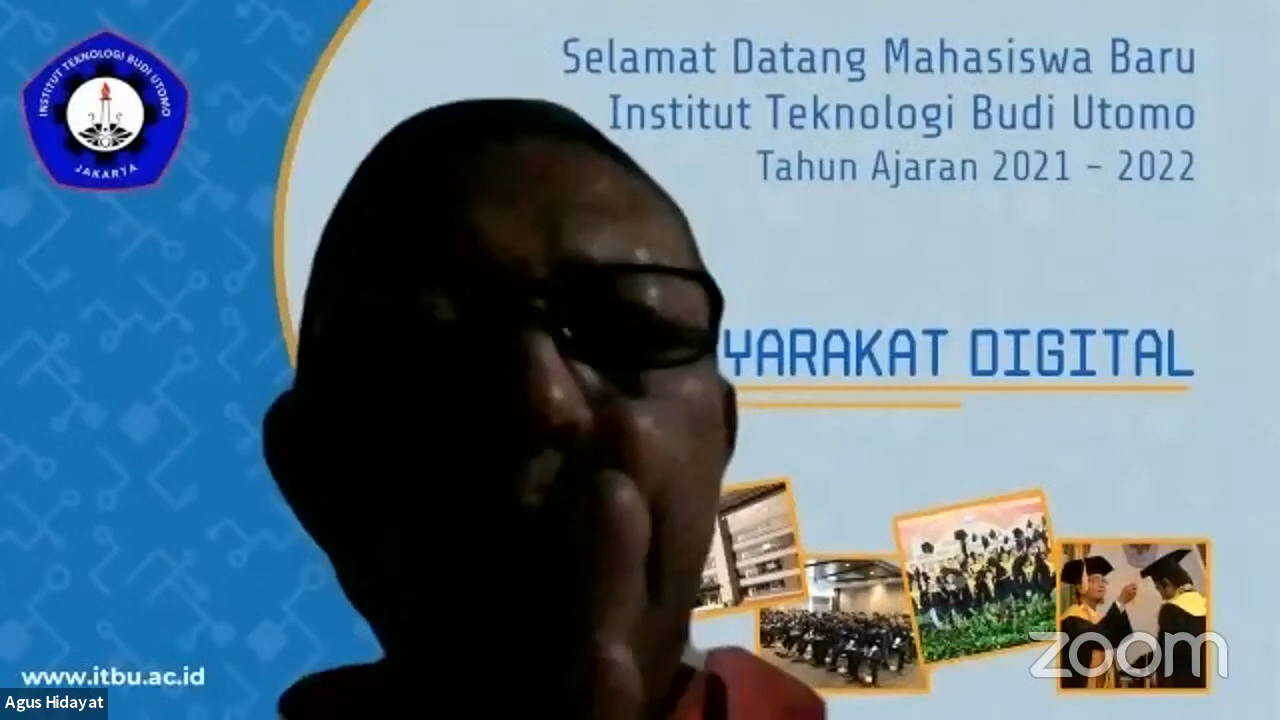 INSTITUT TEKNOLOGI BUDI UTOMO
JAKARTA
Selamat Datang Mahasiswa Baru
Institut Teknologi Budi Utomo
Tahun Ajaran 2021 - 2022
YARAKAT DIGITAL
www.itbu.ac.id
Agus Hidayat
zoom